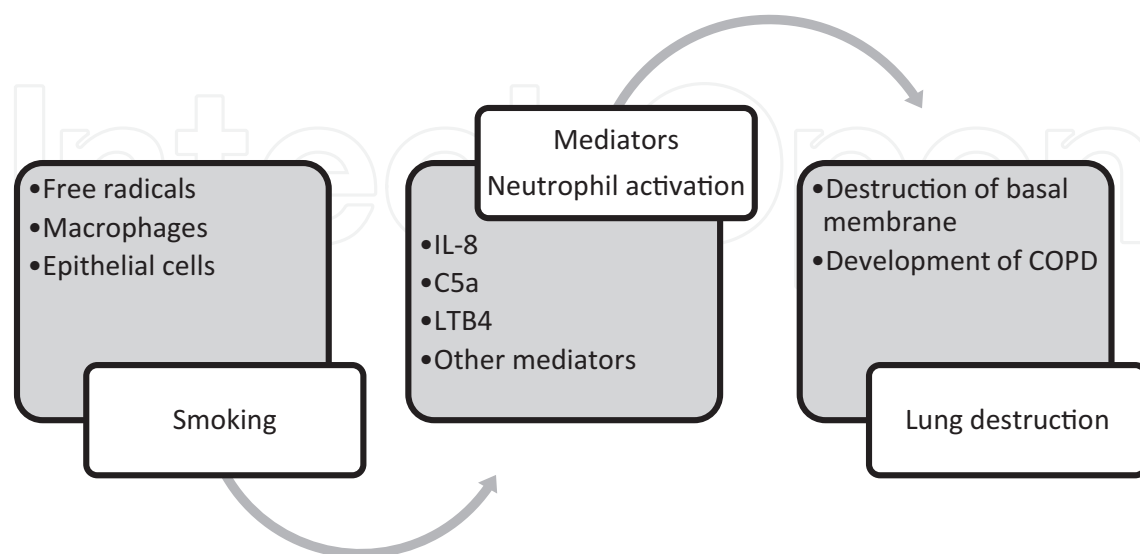 •Free radicals
•Macrophages
•Epithelial cells
Smoking
Mediators
Neutrophil activation
•IL-8
•C5a
•LTB4
•Other mediators
•Destruction of basal
membrane
•Development of COPD
Lung destruction
IntechOpen